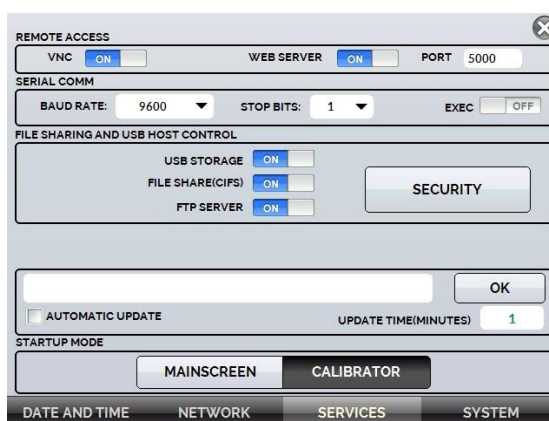 REMOTE ACCESS
VNC ON WEB SERVER ON PORT 5000
SERIAL COMM
BAUD RATE: 9600 STOP BITS: 1 EXEC OFF
FILE SHARING AND USB HOST CONTROL
USB STORAGE ON
FILE SHARE(CIFS) ON
SECURITY
FTP SERVER ON
OK
AUTOMATIC UPDATE UPDATE TIME(MINUTES) 1
STARTUP MODE
MAINSCREEN CALIBRATOR
DATE AND TIME NETWORK SERVICES SYSTEM